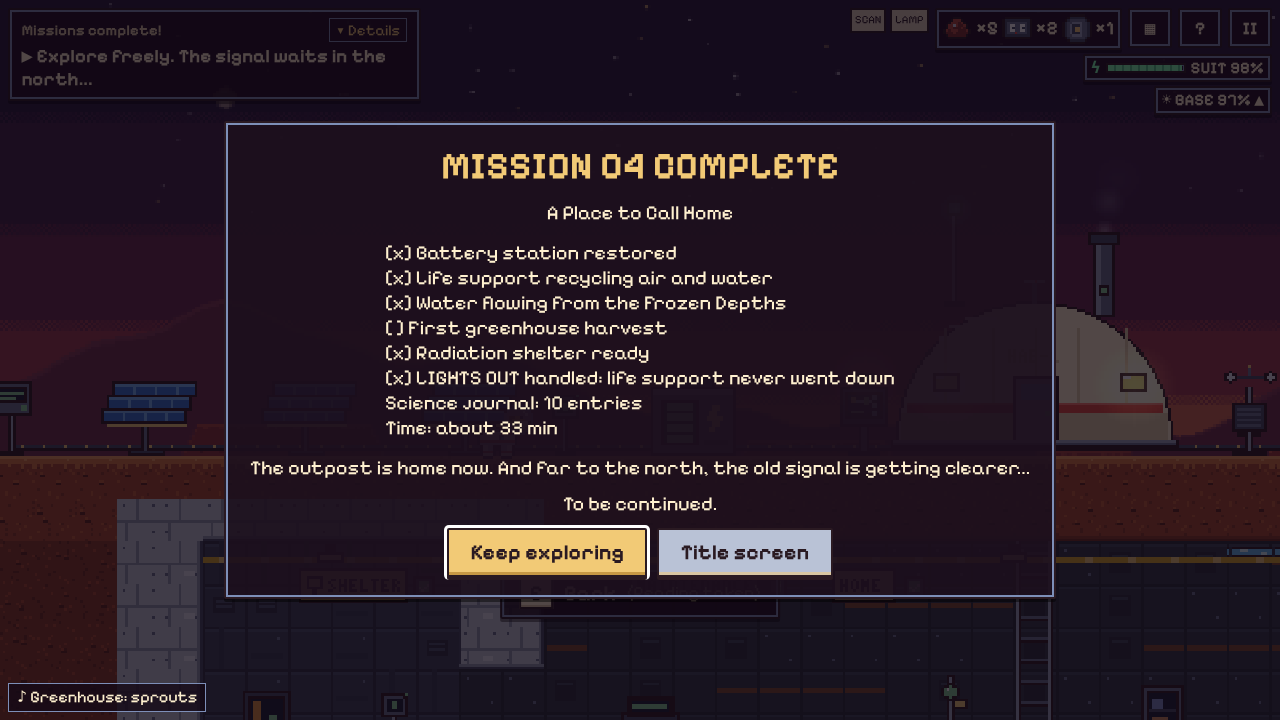 Missions complete!
▾ Details
▶ Explore freely. The signal waits in the
north...
SCAN
LAMP
×8
×2
×1
?
II
SUIT 98%
BASE 97% ▲
MISSION 04 COMPLETE
A Place to Call Home
(x) Battery station restored
(x) Life support recycling air and water
(x) Water flowing from the Frozen Depths
( ) First greenhouse harvest
(x) Radiation shelter ready
(x) LIGHTS OUT handled: life support never went down
Science Journal: 10 entries
Time: about 33 min
The outpost is home now. And far to the north, the old signal is getting clearer...
To be continued.
Keep exploring
Title screen
SHELTER
HOME
♪ Greenhouse: sprouts